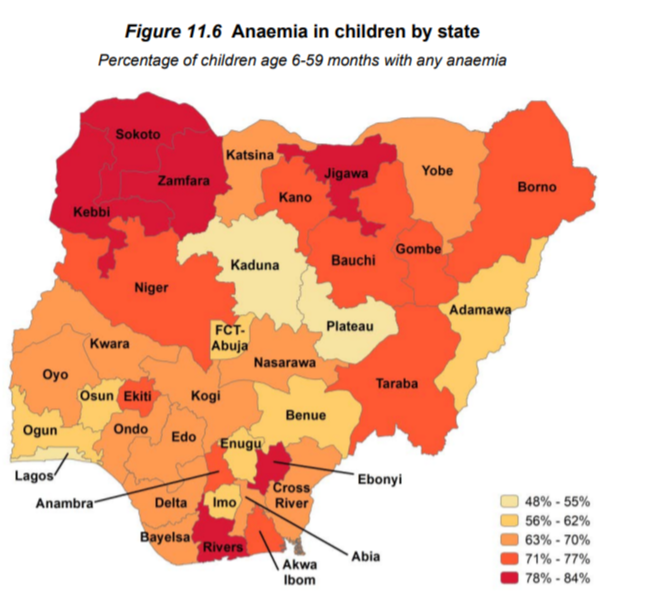 Figure 11.6 Anaemia in children by state
Percentage of children age 6-59 months with any anaemia
Sokoto
Katsina
Zamfara
Jigawa
Yobe
Kano
Borno
Kebbi
Gombe
Bauchi
Kaduna
Niger
Adamawa
Plateau
FCT-
Abuja
Kwara
Nasarawa
Oyo
Taraba
Osun
Ekiti
Kogi
Benue
Ogun
Ondo
Edo
Enugu
Lagos
Ebonyi
Anambra
Delta
Imo
Cross
River
Bayelsa
Rivers
Abia
Akwa
Ibom
48% - 55%
56% - 62%
63% - 70%
71% - 77%
78% - 84%